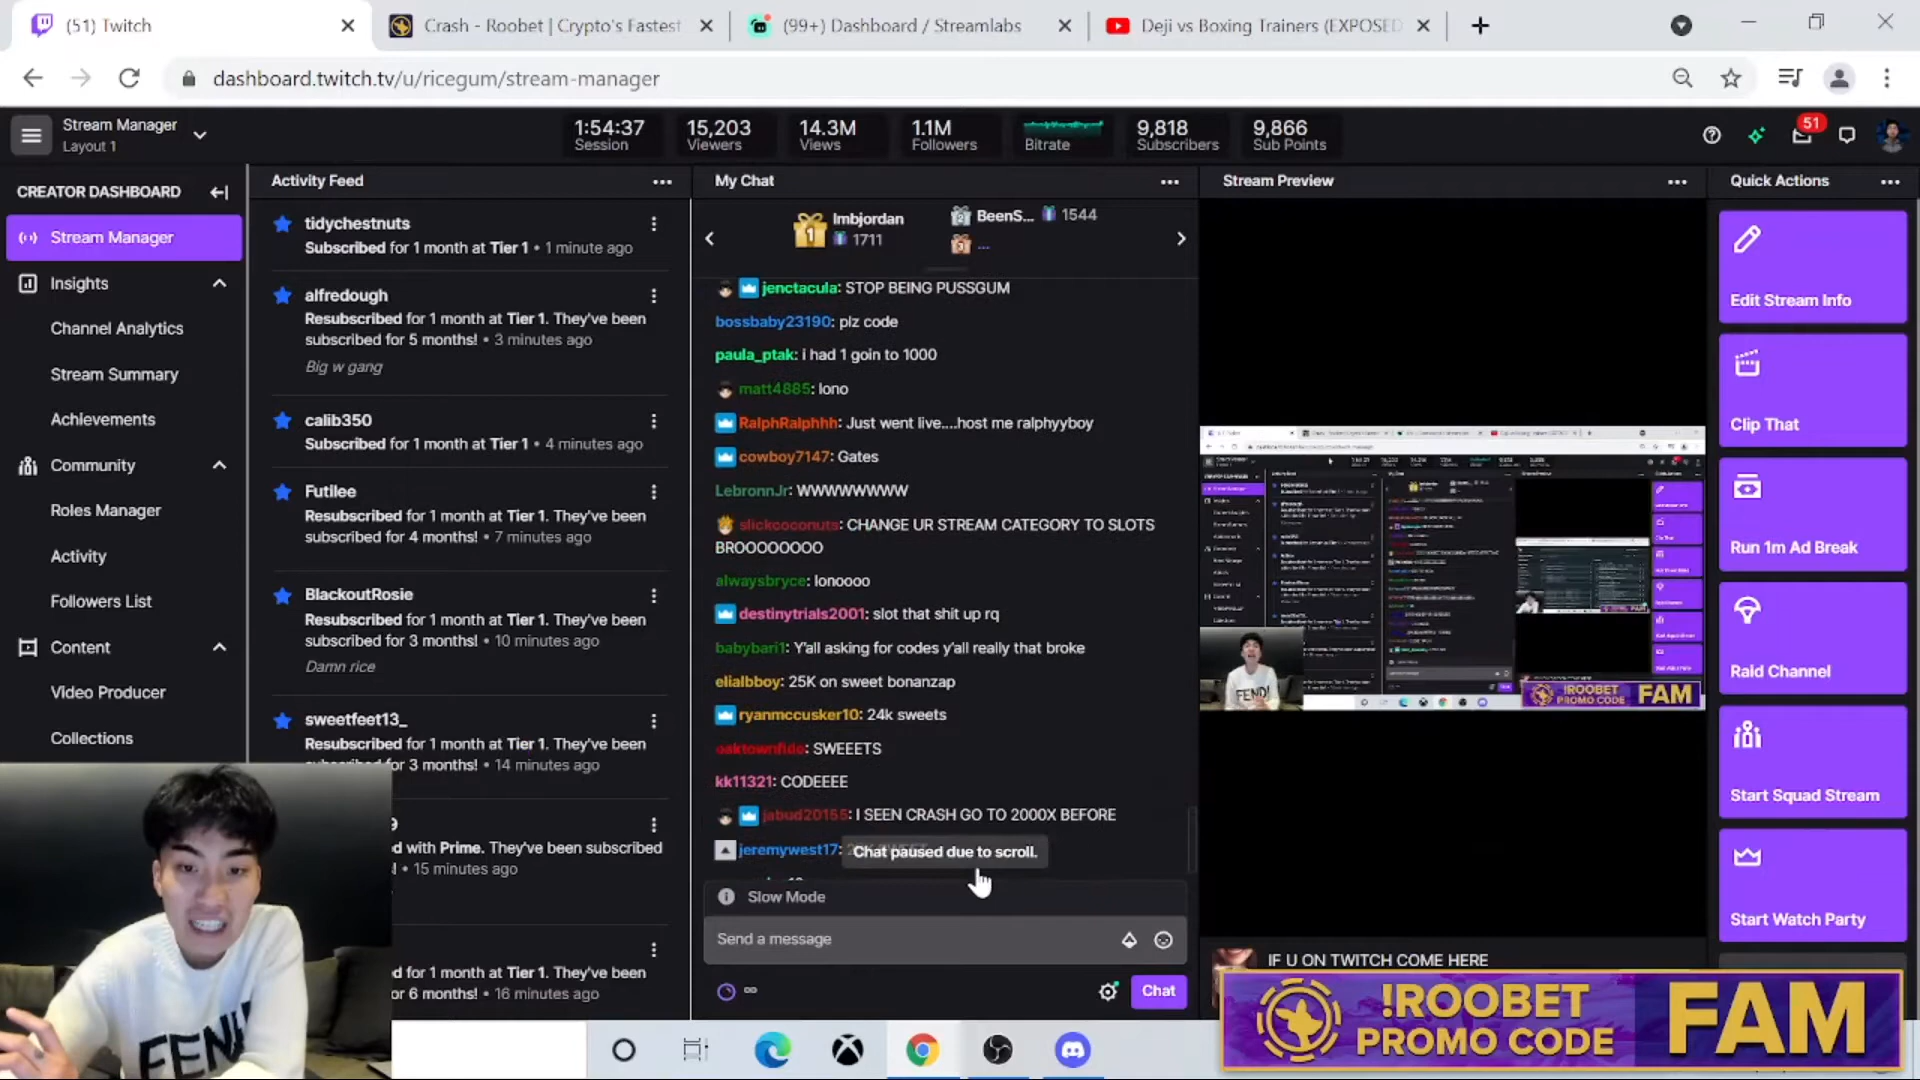 (51) Twitch
Crash - Roobet | Crypto's Fastest
(99+) Dashboard / Streamlabs
Deji vs Boxing Trainers (EXPOSED
dashboard.twitch.tv/u/ricegum/stream-manager
Stream Manager
Layout 1
1:54:37
Session
15,203
Viewers
14.3M
Views
1.1M
Followers
Bitrate
9,818
Subscribers
9,866
Sub Points
51
CREATOR DASHBOARD
Stream Manager
Insights
Channel Analytics
Stream Summary
Achievements
Community
Roles Manager
Activity
Followers List
Content
Video Producer
Collections
Activity Feed
tidychestnuts
Subscribed for 1 month at Tier 1 • 1 minute ago
alfredough
Resubscribed for 1 month at Tier 1. They've been
subscribed for 5 months! • 3 minutes ago
Big w gang
calib350
Subscribed for 1 month at Tier 1 • 4 minutes ago
Futilee
Resubscribed for 1 month at Tier 1. They've been
subscribed for 4 months! • 7 minutes ago
BlackoutRosie
Resubscribed for 1 month at Tier 1. They've been
subscribed for 3 months! • 10 minutes ago
Damn rice
sweetfeet13_
Resubscribed for 1 month at Tier 1. They've been
subscribed for 3 months! • 14 minutes ago
9
d with Prime. They've been subscribed
• 15 minutes ago
d for 1 month at Tier 1. They've been
or 6 months! • 16 minutes ago
My Chat
1
Imbjordan
1711
BeenS... 1544
...
jenctacula: STOP BEING PUSSGUM
bossbaby23190: plz code
paula_ptak: i had 1 goin to 1000
matt4885: lono
RalphRalphhh: Just went live....host me ralphyyboy
cowboy7147: Gates
LebronnJr: WWWWWWWW
slickcoconuts: CHANGE UR STREAM CATEGORY TO SLOTS
BROOOOOOOO
alwaysbryce: lonoooo
destinytrials2001: slot that shit up rq
babybari1: Y'all asking for codes y'all really that broke
elialbboy: 25K on sweet bonanzap
ryanmccusker10: 24k sweets
oaktownfido: SWEEETS
kk11321: CODEEEE
jabud20155: I SEEN CRASH GO TO 2000X BEFORE
jeremywest17:
Chat paused due to scroll.
Slow Mode
Send a message
Chat
Stream Preview
FENDI
!ROOBET
PROMO CODE
FAM
IF U ON TWITCH COME HERE
Quick Actions
Edit Stream Info
Clip That
Run 1m Ad Break
Raid Channel
Start Squad Stream
Start Watch Party
FEND
!ROOBET
PROMO CODE
FAM